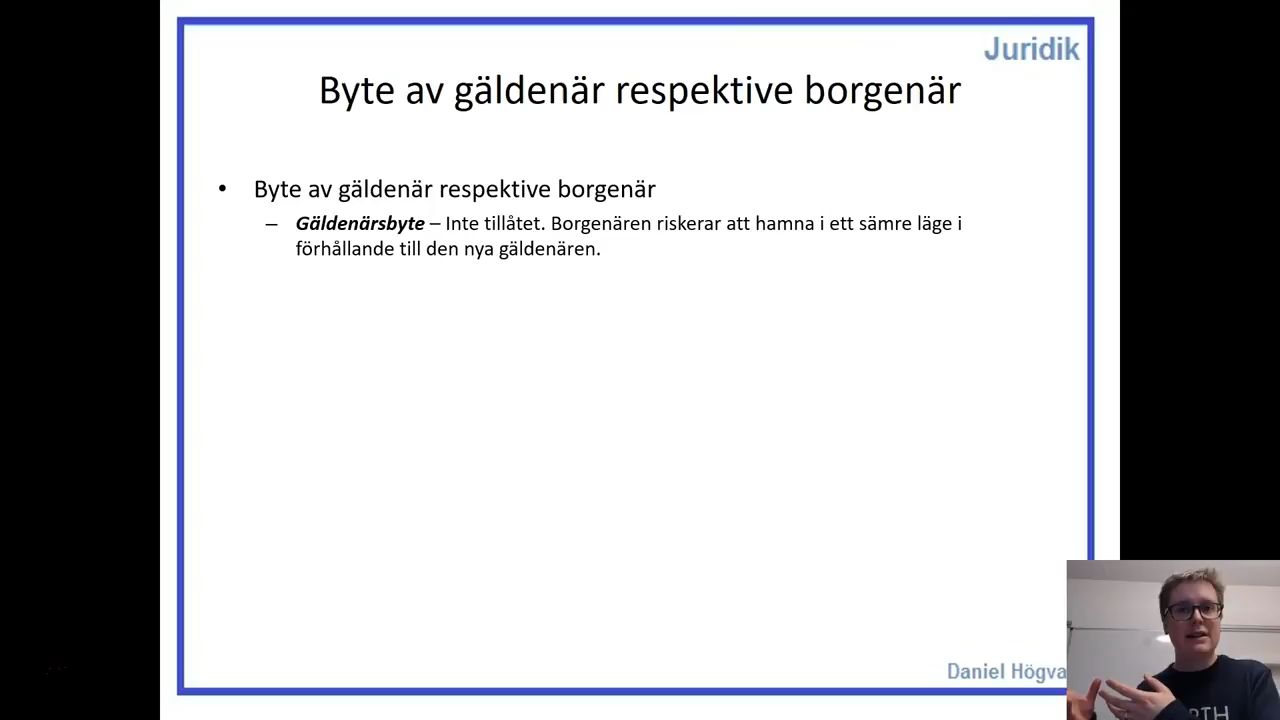 Juridik
Byte av gäldenär respektive borgenär
• Byte av gäldenär respektive borgenär
– Gäldenärsbyte – Inte tillåtet. Borgenären riskerar att hamna i ett sämre läge i
förhållande till den nya gäldenären.
Daniel